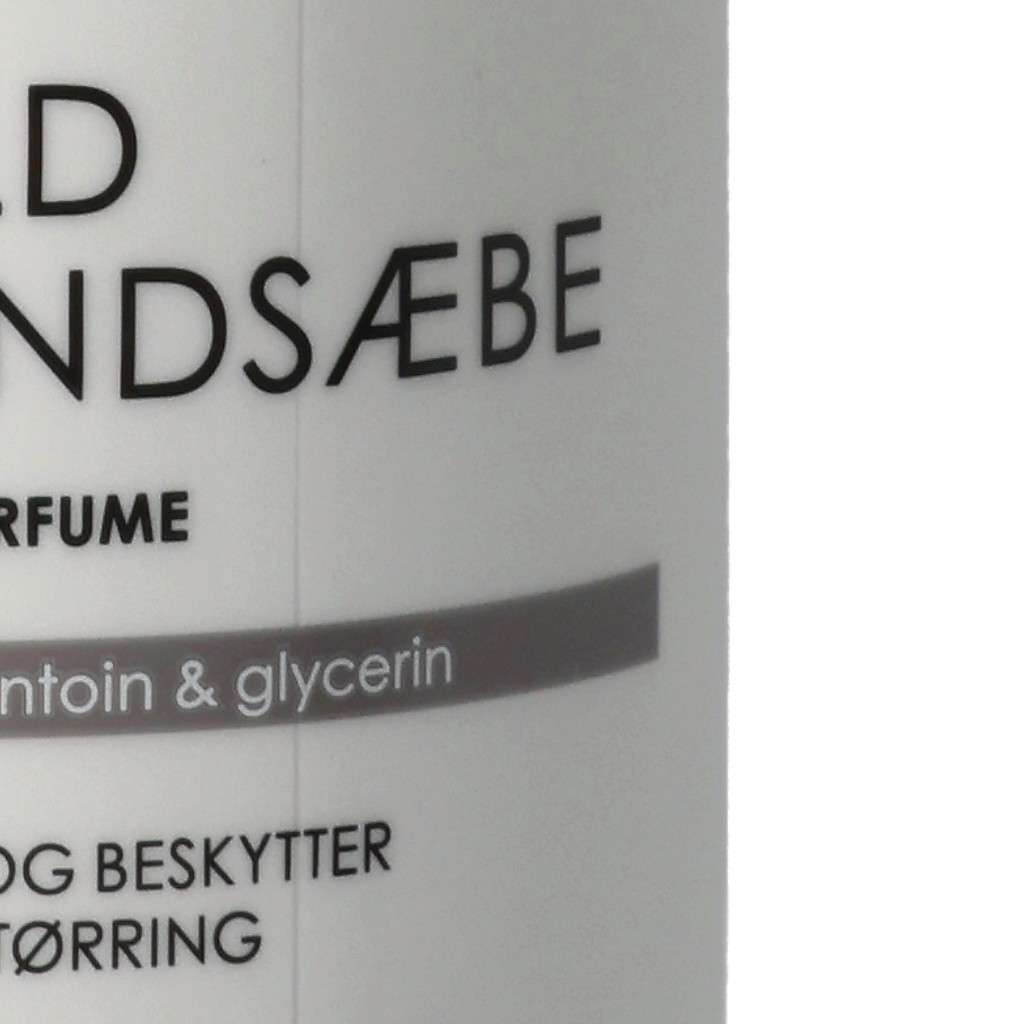 LD
NDSÆBE
RFUME
ntoin & glycerin
OG BESKYTTER
TØRRING